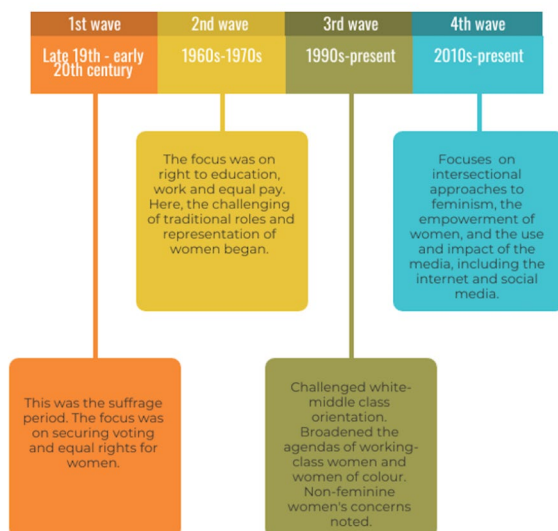 1st wave
2nd wave
3rd wave
4th wave
Late 19th - early
20th century
1960s-1970s
1990s-present
2010s-present
The focus was on
right to education,
work and equal pay.
Here, the challenging
of traditional roles and
representation of
women began.
Focuses on
intersectional
approaches to
feminism, the
empowerment of
women, and the use
and impact of the
media, including the
internet and social
media.
This was the suffrage
period. The focus was
on securing voting
and equal rights for
women.
Challenged white-
middle class
orientation.
Broadened the
agendas of working-
class women and
women of colour.
Non-feminine
women's concerns
noted.